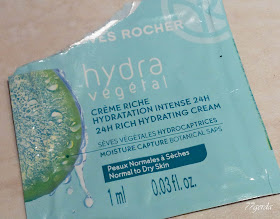 YVES ROCHER
hydra
végétal
CRÈME RICHE
HYDRATATION INTENSE 24H
24H RICH HYDRATING CREAM
SÈVES VÉGÉTALES HYDROCAPTRICES
MOISTURE CAPTURE BOTANICAL SAPS
Peaux Normales à Sèches
Normal to Dry Skin
1 ml 0.03 fl. oz.